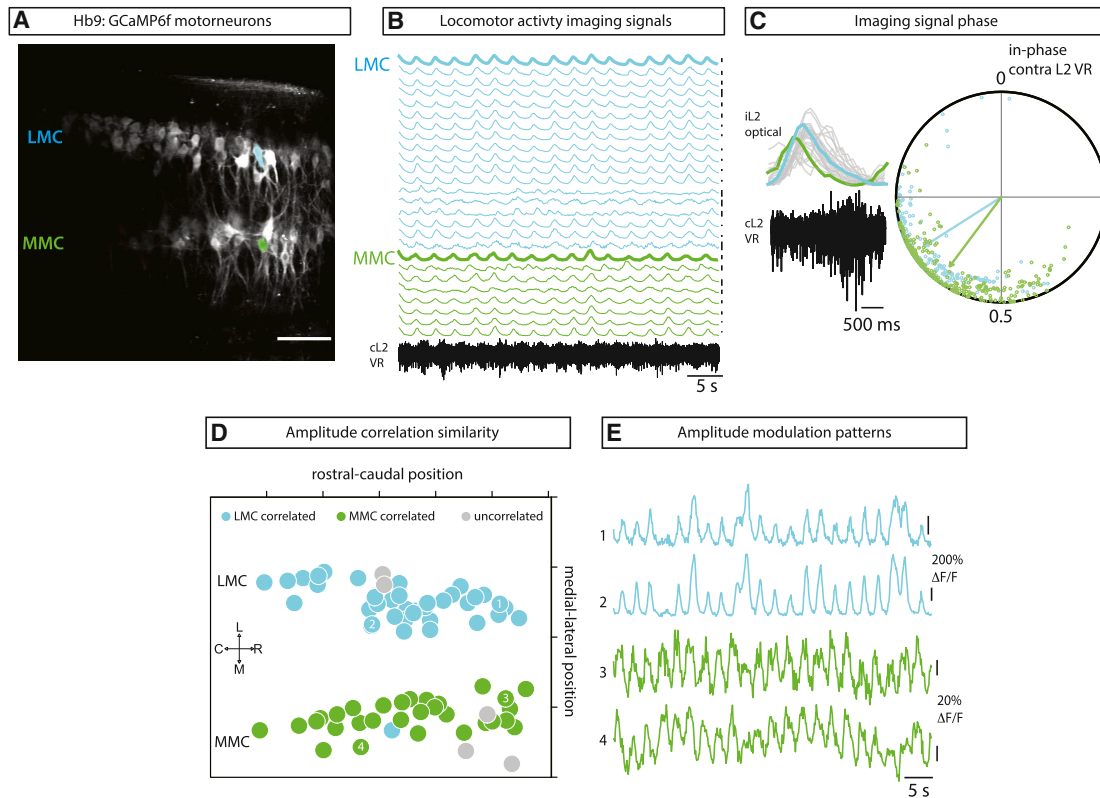 A Hb9: GCaMP6f motorneurons
LMC
MMC
B Locomotor activty imaging signals
LMC
MMC
cL2
VR
5 s
C Imaging signal phase
in-phase
contra L2 VR
0
iL2
optical
cL2
VR
500 ms
0.5
D Amplitude correlation similarity
rostral-caudal position
LMC correlated MMC correlated uncorrelated
LMC
1
2
L
C R
M
3
MMC
4
medial-lateral position
E Amplitude modulation patterns
1
200%
ΔF/F
2
3
20%
ΔF/F
4
5 s